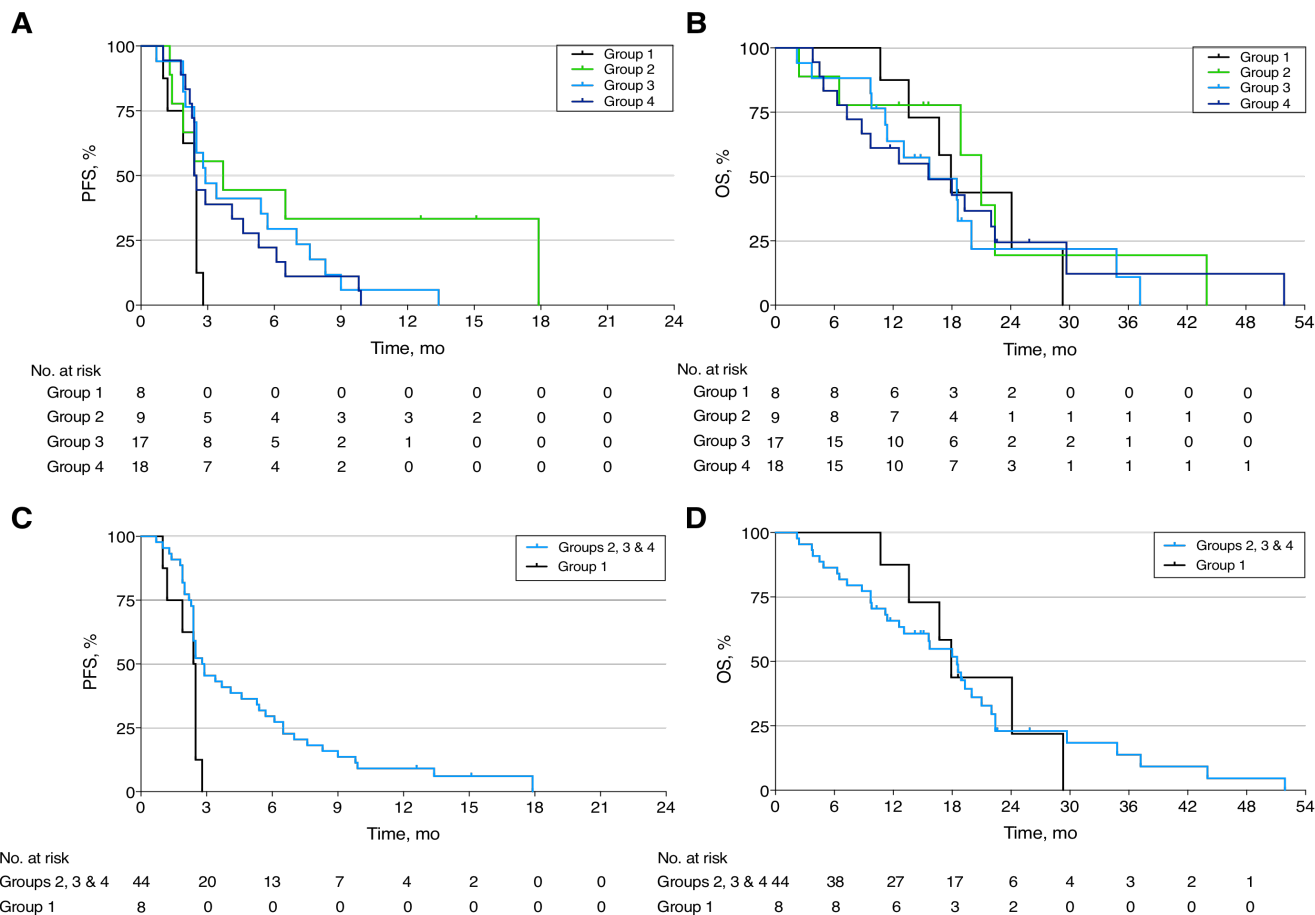 A
100
75
50
25
0
PFS, %
0 3 6 9 12 15 18 21 24
Time, mo
Group 1
Group 2
Group 3
Group 4
No. at risk
Group 1 8 0 0 0 0 0 0 0
Group 2 9 5 4 3 3 2 0 0
Group 3 17 8 5 2 1 0 0 0
Group 4 18 7 4 2 0 0 0 0
B
100
75
50
25
0
OS, %
0 6 12 18 24 30 36 42 48 54
Time, mo
Group 1
Group 2
Group 3
Group 4
No. at risk
Group 1 8 8 6 3 2 0 0 0 0
Group 2 9 8 7 4 1 1 1 1 0
Group 3 17 15 10 6 2 2 1 0 0
Group 4 18 15 10 7 3 1 1 1 1
C
100
75
50
25
0
PFS, %
0 3 6 9 12 15 18 21 24
Time, mo
Groups 2, 3 & 4
Group 1
No. at risk
Groups 2, 3 & 4 44 20 13 7 4 2 0 0
Group 1 8 0 0 0 0 0 0 0
D
100
75
50
25
0
OS, %
0 6 12 18 24 30 36 42 48 54
Time, mo
Groups 2, 3 & 4
Group 1
No. at risk
Groups 2, 3 & 4 44 38 27 17 6 4 3 2 1
Group 1 8 8 6 3 2 0 0 0 0